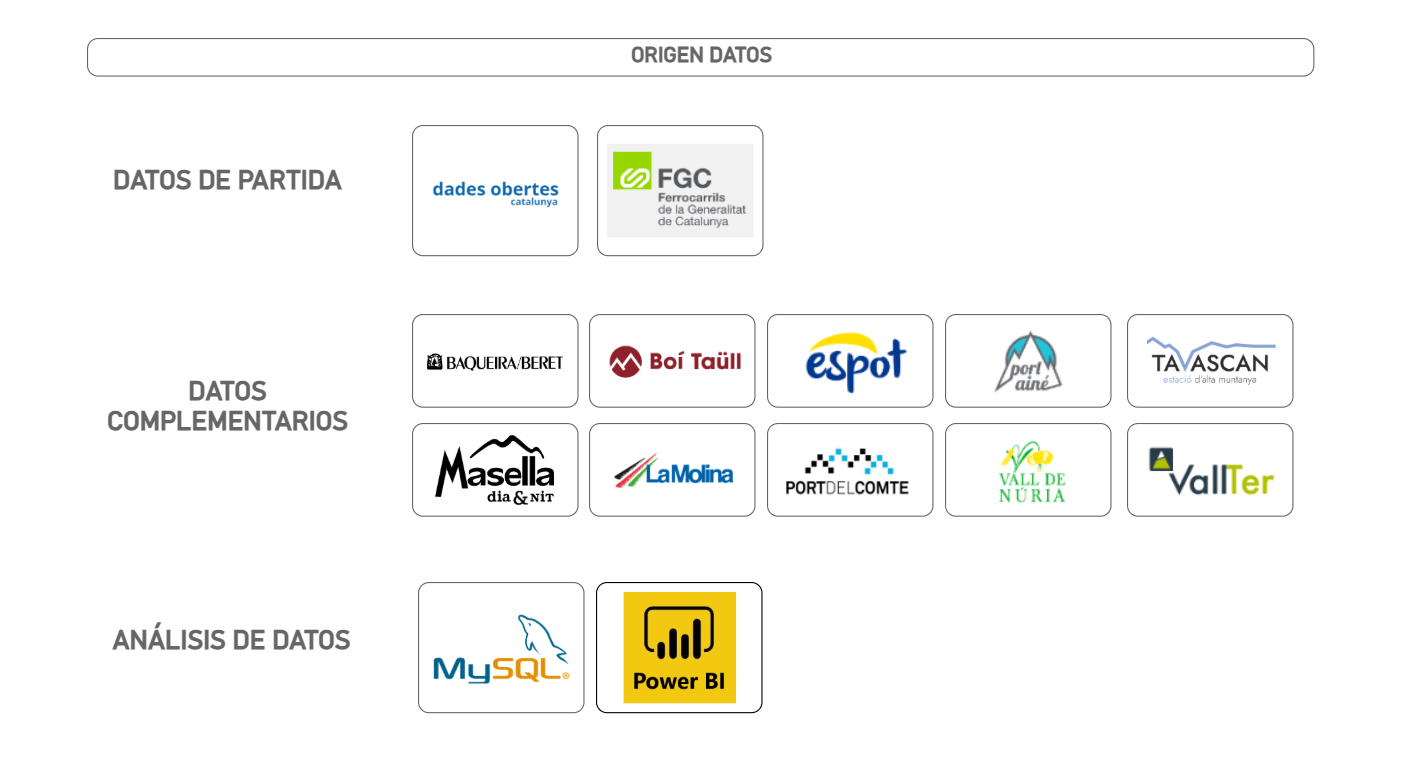 ORIGEN DATOS
DATOS DE PARTIDA
dades obertes
catalunya
FGC
Ferrocarrils
de la Generalitat
de Catalunya
DATOS
COMPLEMENTARIOS
BAQUEIRA/BERET
Boí Taüll
espot
port
ainé
TAVASCAN
estació d'alta muntanya
Masella
dia & NIT
La Molina
PORTDELCOMTE
VALL DE
NÚRIA
VallTer
ANÁLISIS DE DATOS
MySQL®
Power BI